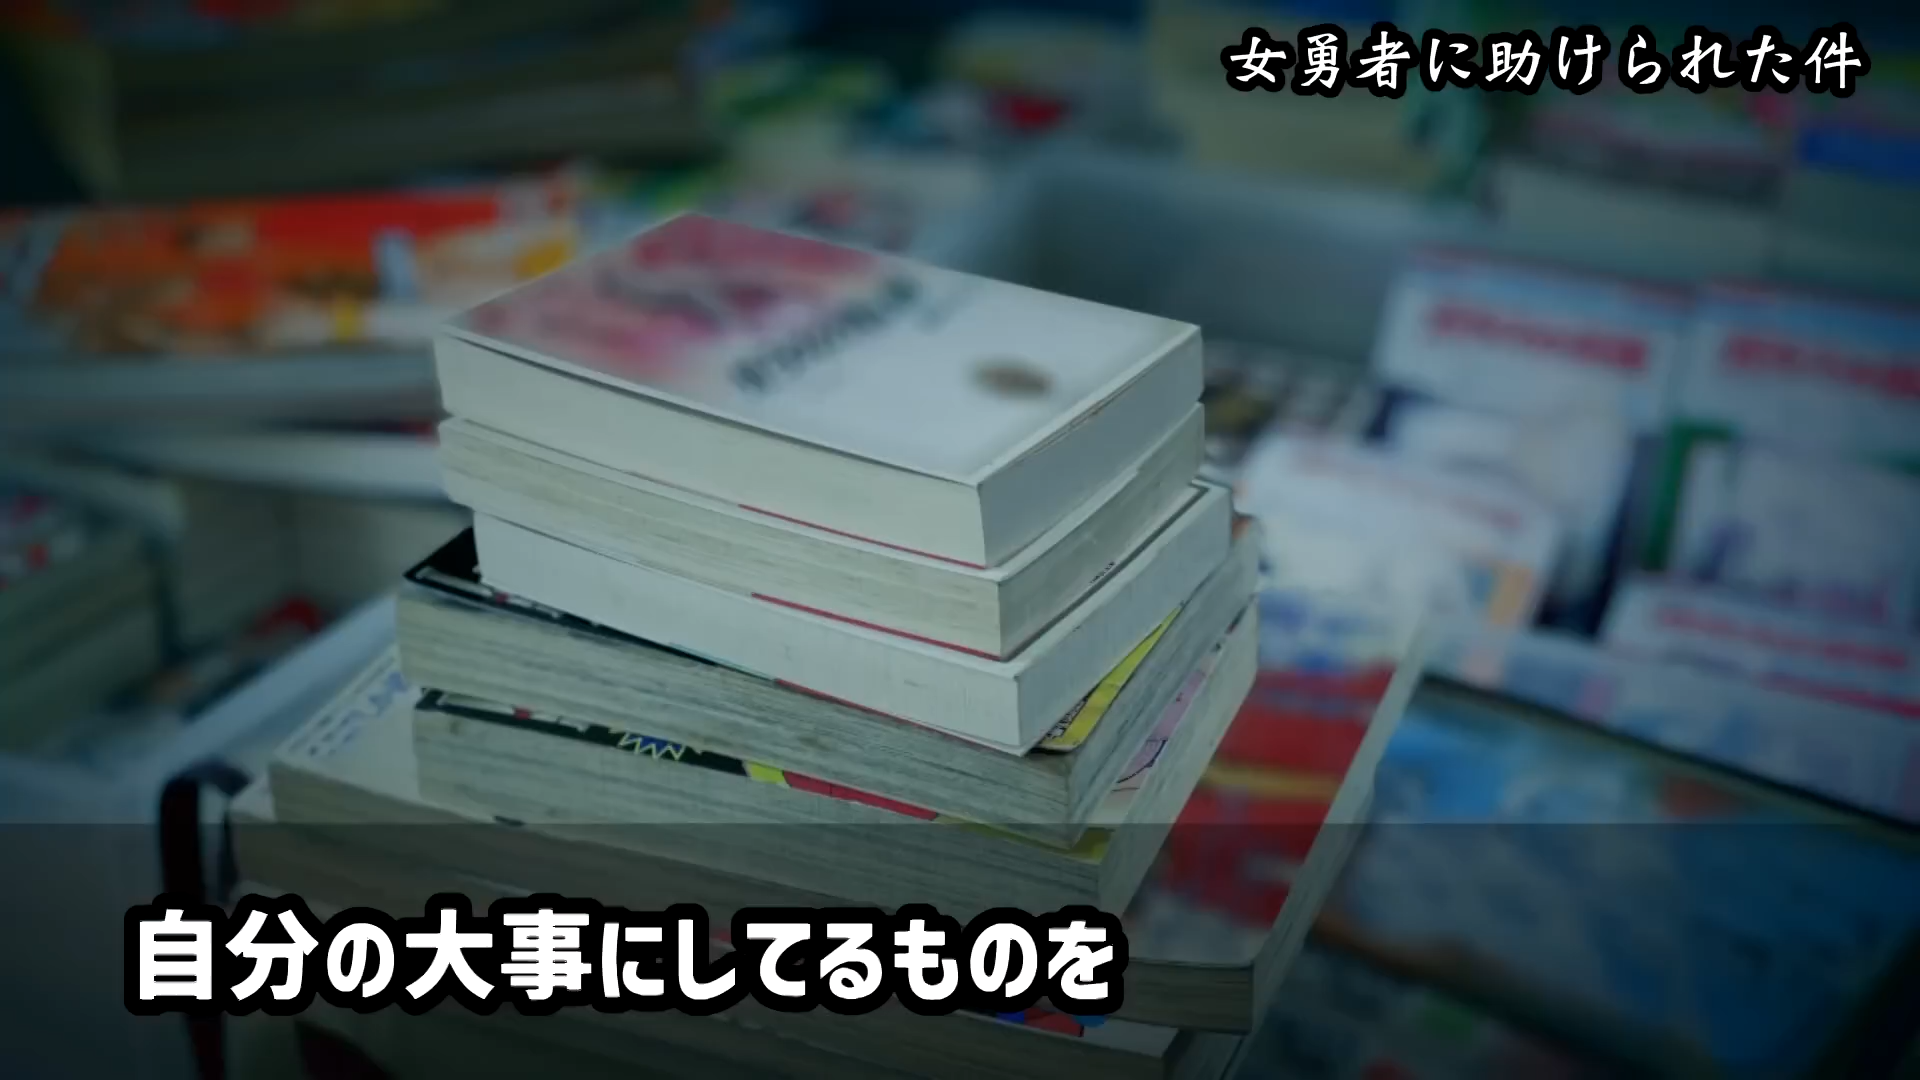 女勇者に助けられた件
自分の大事にしてるものを